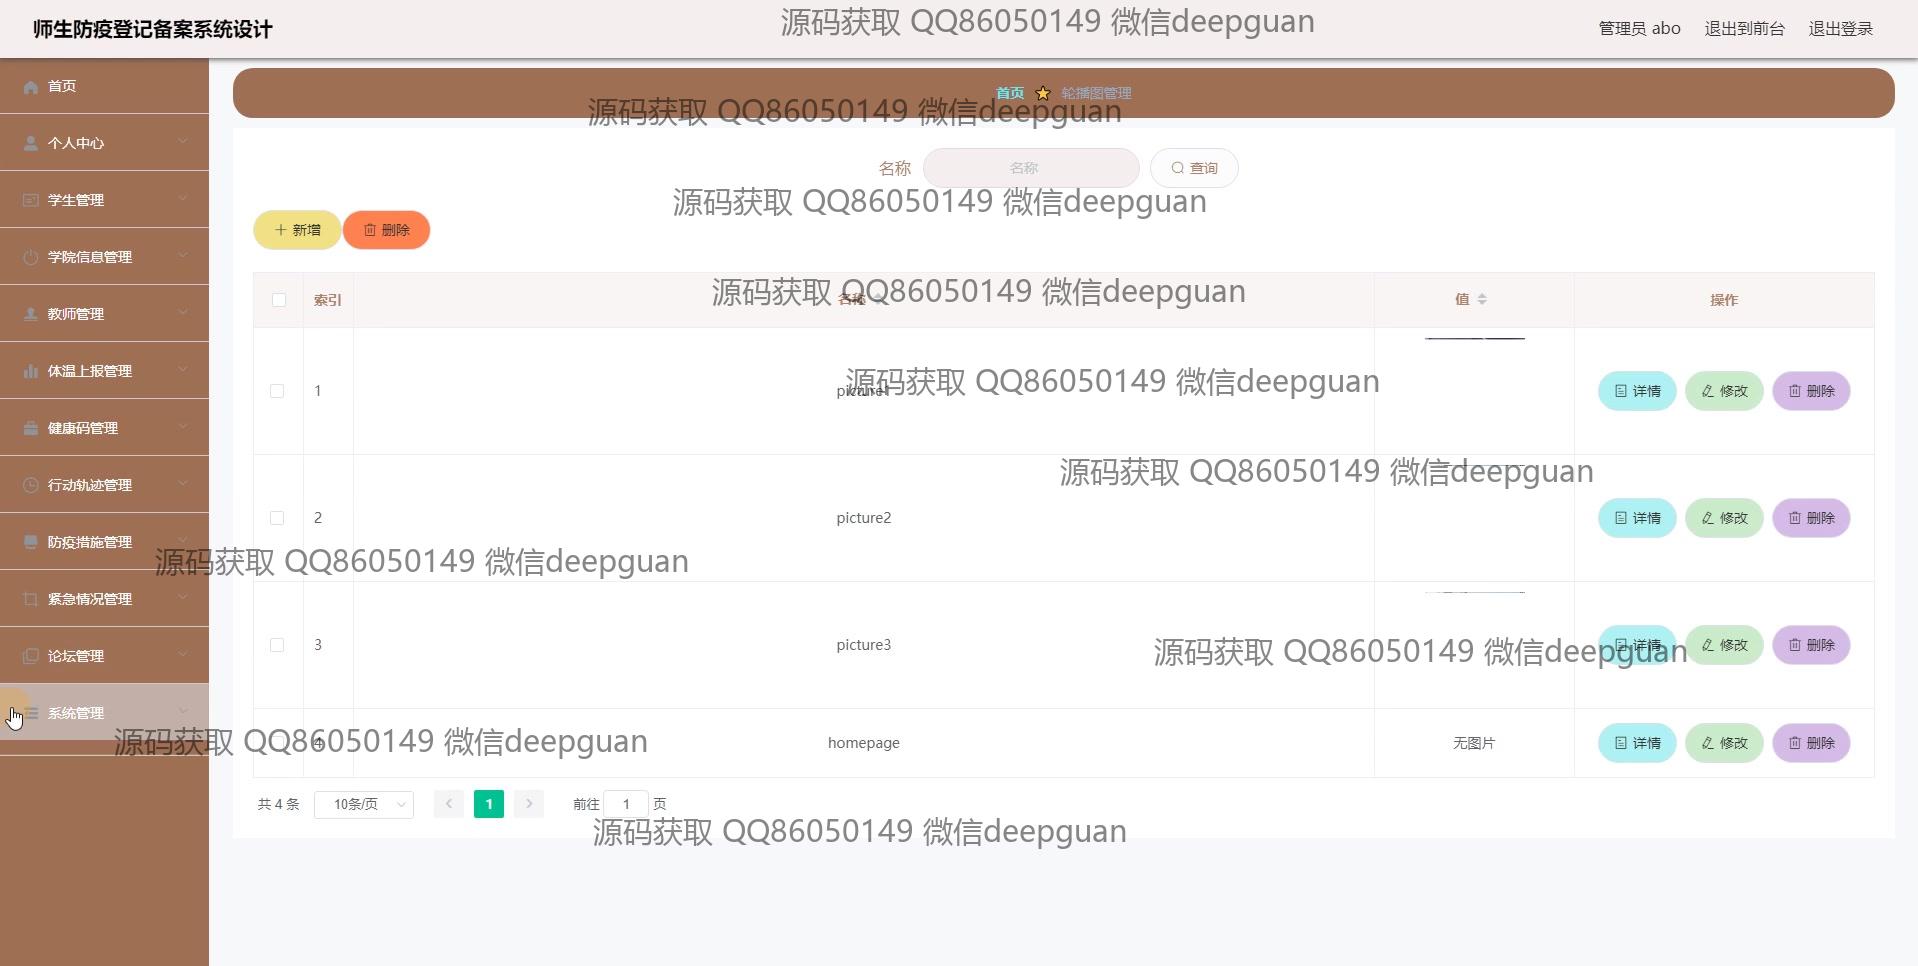 师生防疫登记备案系统设计
源码获取 QQ86050149 微信deepguan
管理员 abo 退出到前台 退出登录
首页
个人中心
学生管理
学院信息管理
教师管理
体温上报管理
健康码管理
行动轨迹管理
防疫措施管理
紧急情况管理
论坛管理
系统管理
首页 轮播图管理
源码获取 QQ86050149 微信deepguan
名称 名称 查询
源码获取 QQ86050149 微信deepguan
新增 删除
索引 名称 值 操作
源码获取 QQ86050149 微信deepguan
1 picture1 详情 修改 删除
源码获取 QQ86050149 微信deepguan
源码获取 QQ86050149 微信deepguan
2 picture2 详情 修改 删除
源码获取 QQ86050149 微信deepguan
3 picture3 详情 修改 删除
源码获取 QQ86050149 微信deepguan
4 homepage 无图片 详情 修改 删除
源码获取 QQ86050149 微信deepguan
共 4 条 10条/页 1 前往 1 页
源码获取 QQ86050149 微信deepguan